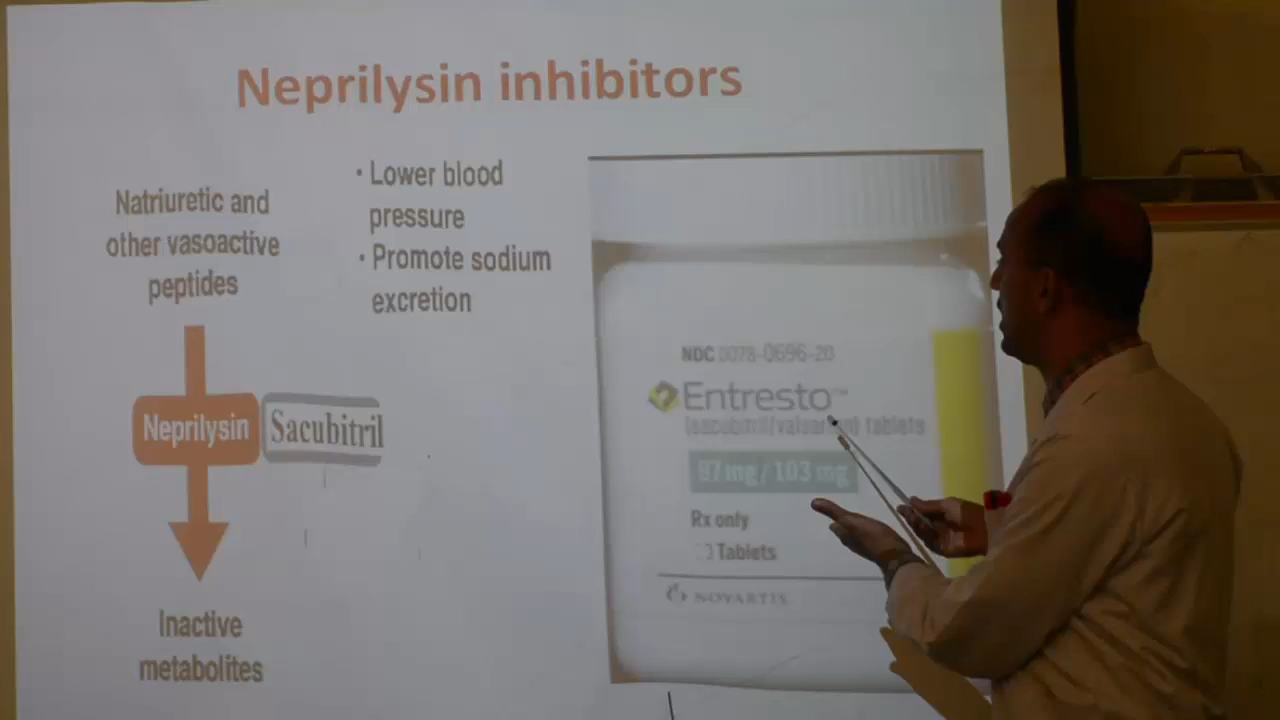 Neprilysin inhibitors
Natriuretic and
other vasoactive
peptides
• Lower blood
pressure
• Promote sodium
excretion
Neprilysin
Sacubitril
Inactive
metabolites
NDC 0078-0696-20
Entresto™
(sacubitril/valsartan) tablets
97 mg / 103 mg
Rx only
Tablets
NOVARTIS